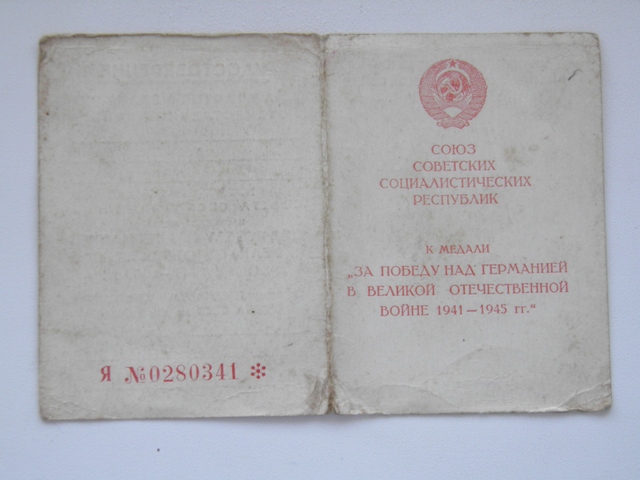 Я №0280341 *
СОЮЗ
СОВЕТСКИХ
СОЦИАЛИСТИЧЕСКИХ
РЕСПУБЛИК
К МЕДАЛИ
„ЗА ПОБЕДУ НАД ГЕРМАНИЕЙ
В ВЕЛИКОЙ ОТЕЧЕСТВЕННОЙ
ВОЙНЕ 1941—1945 гг.“